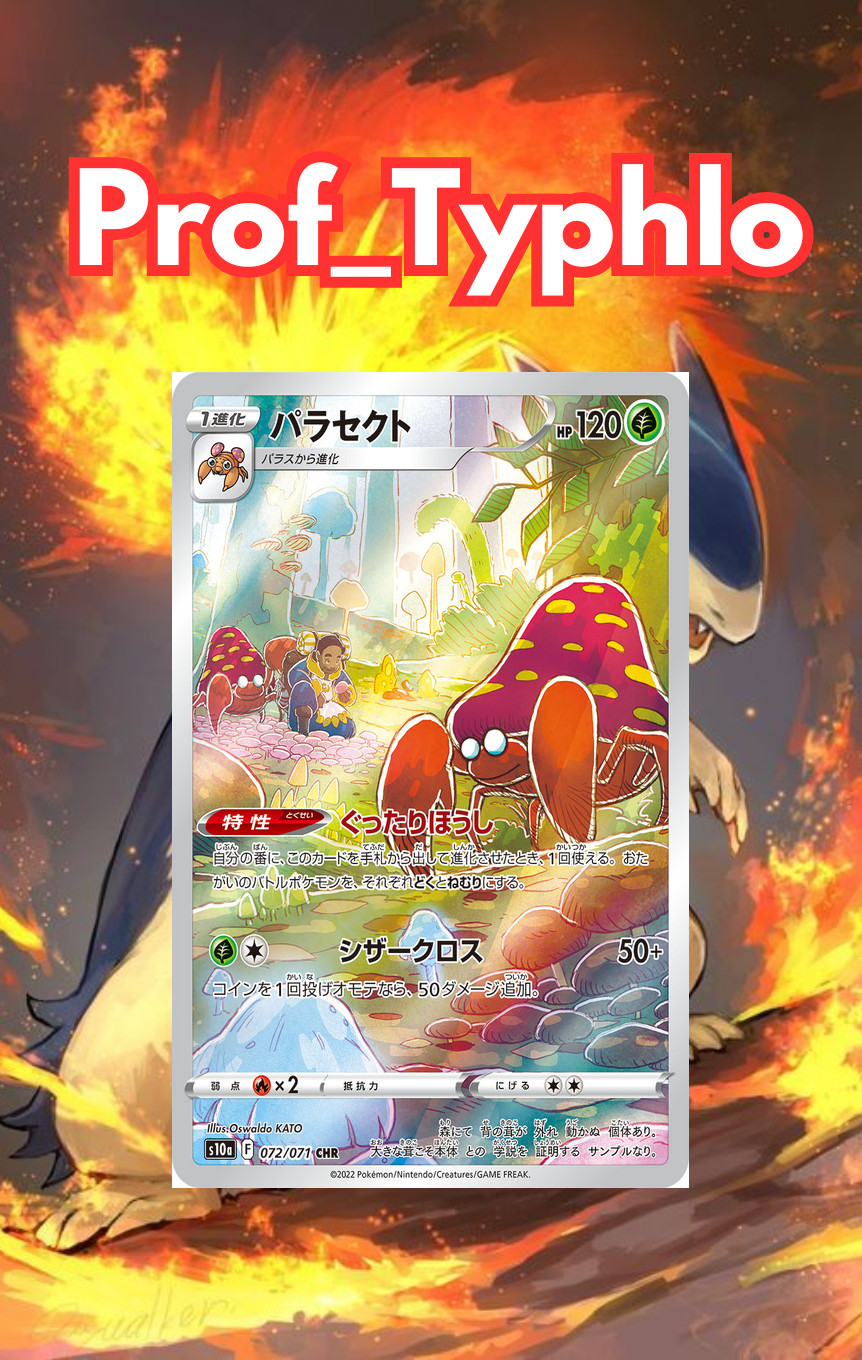 Prof_Typhlo
1進化
パラセクト
HP 120
パラスから進化
特性 とくせい
ぐったりほうし
自分の番に、このカードを手札から出して進化させたとき、1回使える。おた
がいのバトルポケモンを、それぞれどくとねむりにする。
シザークロス
50+
コインを1回投げオモテなら、50ダメージ追加。
弱点 ×2 抵抗力 にげる
Illus.Oswaldo KATO
森にて 背の茸が 外れ 動かぬ 個体あり。
大きな茸こそ本体 との 学説を 証明する サンプルなり。
s10a F 072/071 CHR
©2022 Pokémon/Nintendo/Creatures/GAME FREAK.